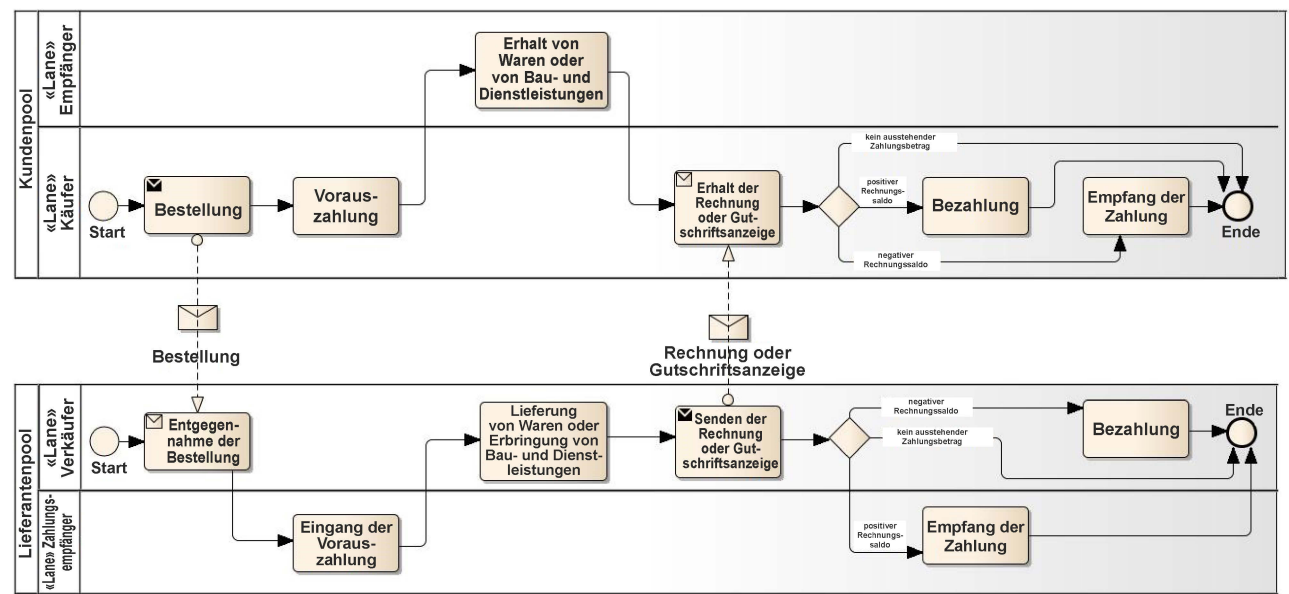 Kundenpool
«Lane»
Empfänger
Erhalt von
Waren oder
von Bau- und
Dienstleistungen
«Lane»
Käufer
Start
Bestellung
Voraus-
zahlung
Erhalt der
Rechnung
oder Gut-
schriftsanzeige
kein ausstehender
Zahlungsbetrag
positiver
Rechnungs-
saldo
negativer
Rechnungssaldo
Bezahlung
Empfang der
Zahlung
Ende
Bestellung
Rechnung oder
Gutschriftsanzeige
Lieferantenpool
«Lane»
Verkäufer
Start
Entgegen-
nahme der
Bestellung
Lieferung
von Waren oder
Erbringung von
Bau- und Dienst-
leistungen
Senden der
Rechnung
oder Gut-
schriftsanzeige
negativer
Rechnungssaldo
kein ausstehender
Zahlungsbetrag
Bezahlung
Ende
«Lane» Zahlungs-
empfänger
Eingang der
Voraus-
zahlung
positiver
Rechnungs-
saldo
Empfang der
Zahlung